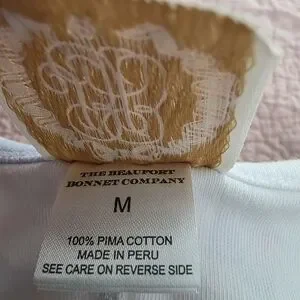 THE BEAUFORT
BONNET COMPANY
M
100% PIMA COTTON
MADE IN PERU
SEE CARE ON REVERSE SIDE